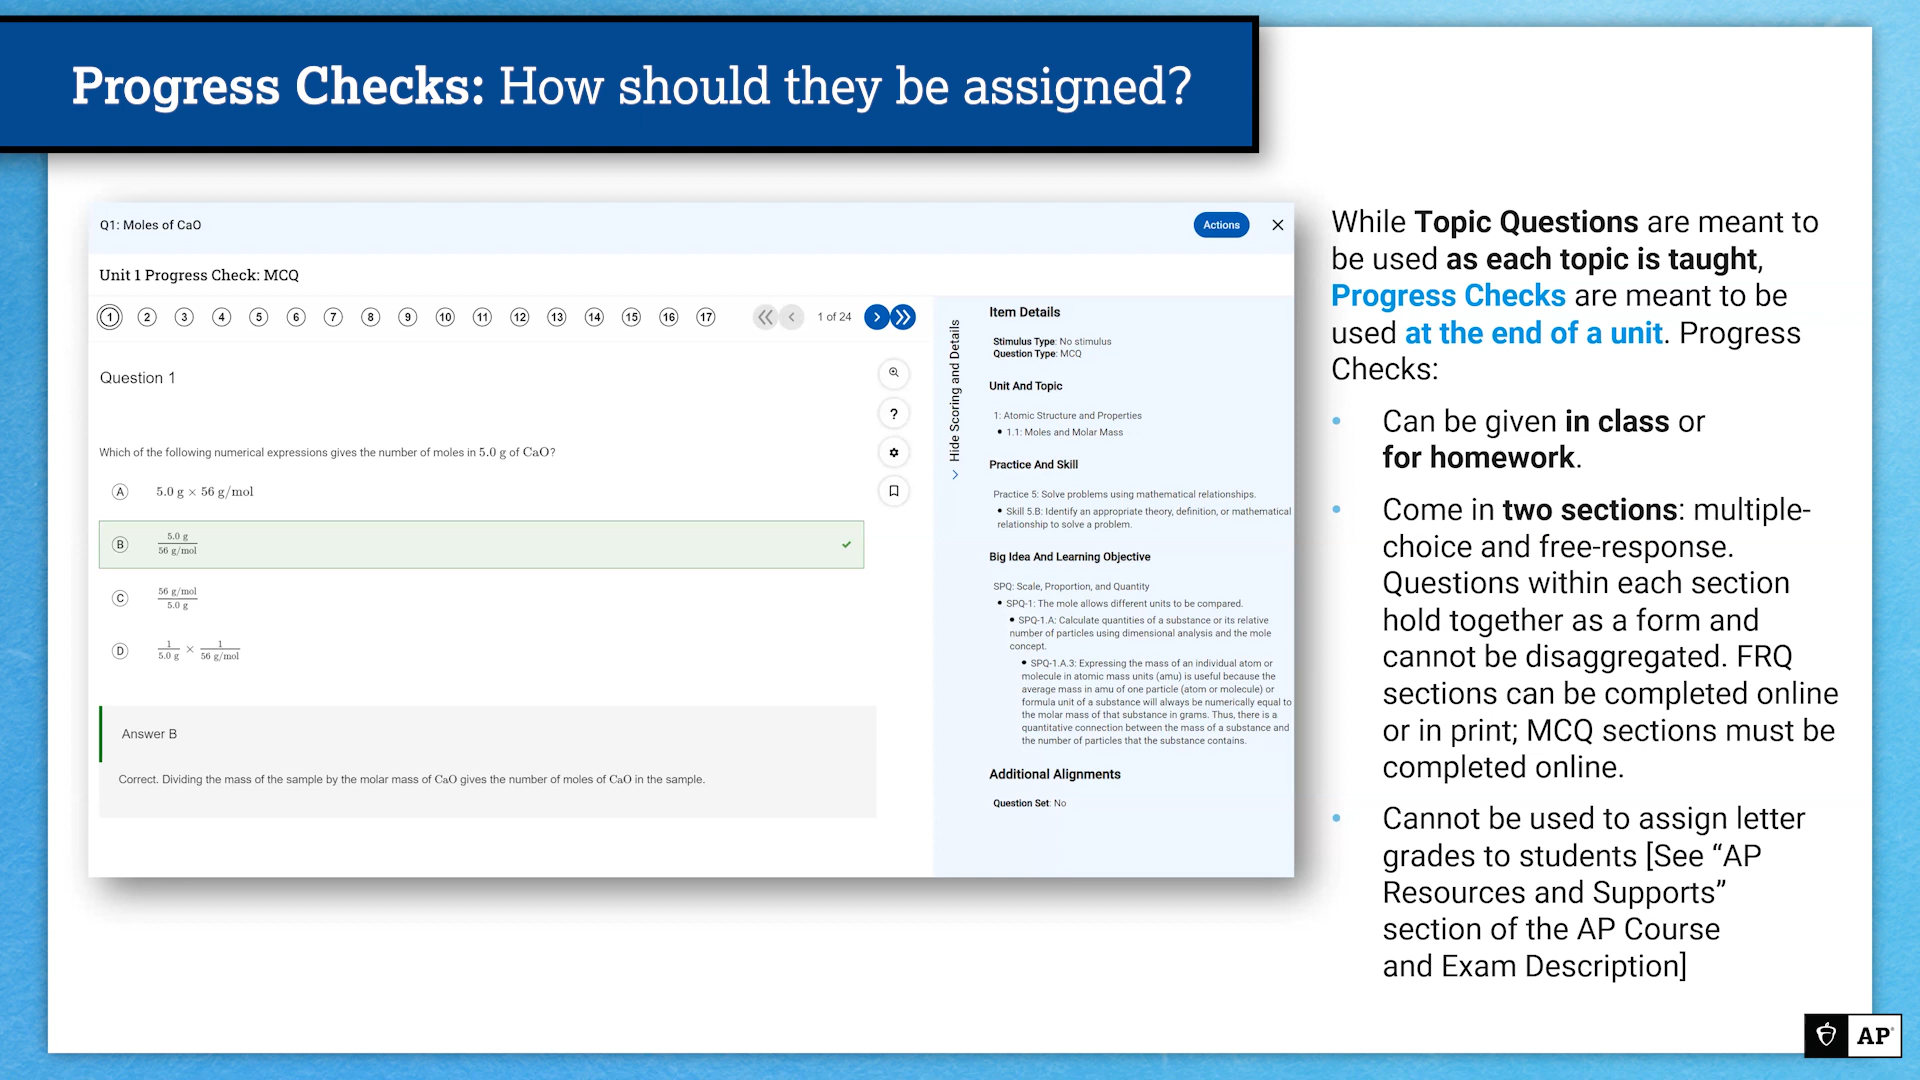 Progress Checks: How should they be assigned?
Q1: Moles of CaO
Actions
Unit 1 Progress Check: MCQ
1 2 3 4 5 6 7 8 9 10 11 12 13 14 15 16 17
1 of 24
Question 1
?
Which of the following numerical expressions gives the number of moles in 5.0 g of CaO?
A 5.0 g × 56 g/mol
B 5.0 g / 56 g/mol
C 56 g/mol / 5.0 g
D 1 / 5.0 g × 1 / 56 g/mol
Answer B
Correct. Dividing the mass of the sample by the molar mass of CaO gives the number of moles of CaO in the sample.
Hide Scoring and Details
Item Details
Stimulus Type: No stimulus
Question Type: MCQ
Unit And Topic
1: Atomic Structure and Properties
• 1.1: Moles and Molar Mass
Practice And Skill
Practice 5: Solve problems using mathematical relationships.
• Skill 5.B: Identify an appropriate theory, definition, or mathematical
relationship to solve a problem.
Big Idea And Learning Objective
SPQ: Scale, Proportion, and Quantity
• SPQ-1: The mole allows different units to be compared.
• SPQ-1.A: Calculate quantities of a substance or its relative
number of particles using dimensional analysis and the mole
concept.
• SPQ-1.A.3: Expressing the mass of an individual atom or
molecule in atomic mass units (amu) is useful because the
average mass in amu of one particle (atom or molecule) or
formula unit of a substance will always be numerically equal to
the molar mass of that substance in grams. Thus, there is a
quantitative connection between the mass of a substance and
the number of particles that the substance contains.
Additional Alignments
Question Set: No
While Topic Questions are meant to
be used as each topic is taught,
Progress Checks are meant to be
used at the end of a unit. Progress
Checks:
• Can be given in class or
for homework.
• Come in two sections: multiple-
choice and free-response.
Questions within each section
hold together as a form and
cannot be disaggregated. FRQ
sections can be completed online
or in print; MCQ sections must be
completed online.
• Cannot be used to assign letter
grades to students [See “AP
Resources and Supports”
section of the AP Course
and Exam Description]
AP®